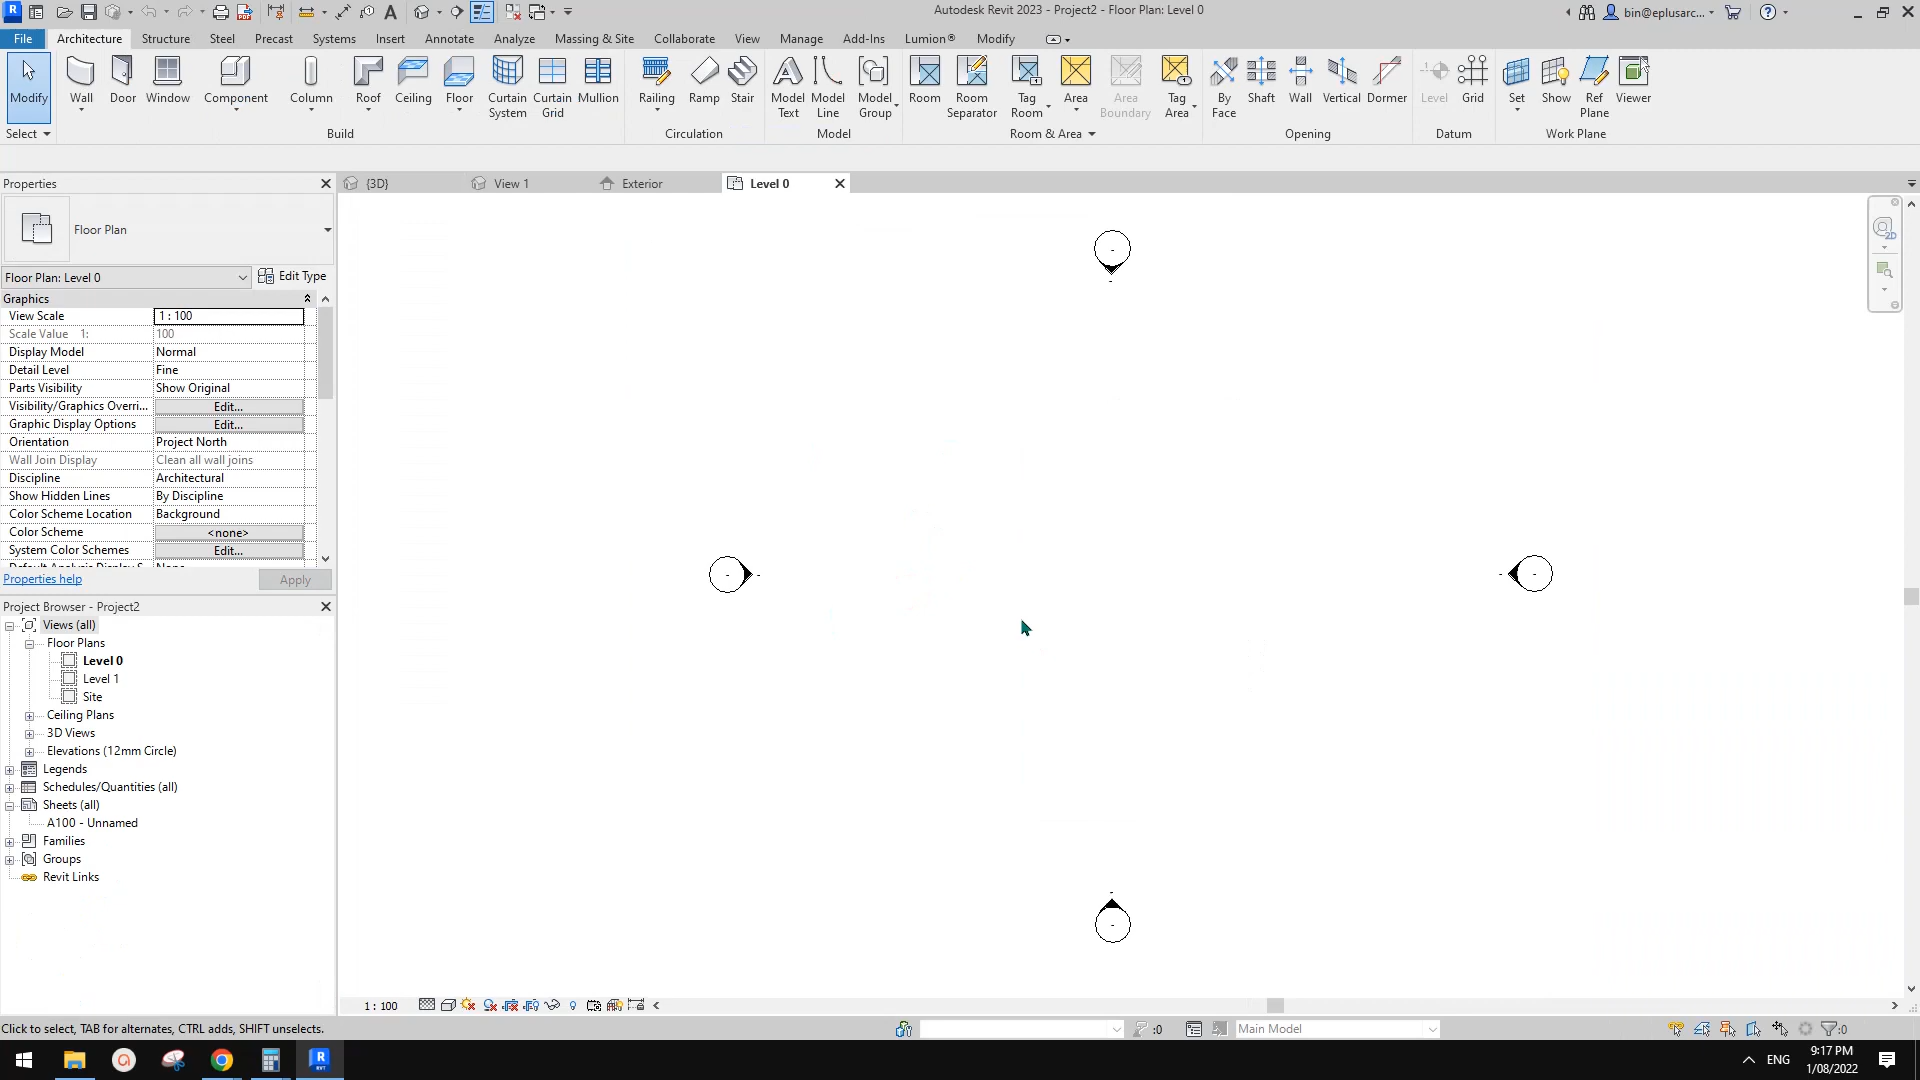 Autodesk Revit 2023 - Project2 - Floor Plan: Level 0
bin@eplusarc...
File Architecture Structure Steel Precast Systems Insert Annotate Analyze Massing & Site Collaborate View Manage Add-Ins Lumion® Modify
Modify Wall Door Window Component Column Roof Ceiling Floor Curtain System Curtain Grid Mullion Railing Ramp Stair Model Text Model Line Model Group Room Room Separator Tag Room Area Area Boundary Tag Area By Face Shaft Wall Vertical Dormer Level Grid Set Show Ref Plane Viewer
Select Build Circulation Model Room & Area Opening Datum Work Plane
Properties
{3D} View 1 Exterior Level 0
Floor Plan
Floor Plan: Level 0 Edit Type
Graphics
View Scale 1 : 100
Scale Value 1: 100
Display Model Normal
Detail Level Fine
Parts Visibility Show Original
Visibility/Graphics Overri... Edit...
Graphic Display Options Edit...
Orientation Project North
Wall Join Display Clean all wall joins
Discipline Architectural
Show Hidden Lines By Discipline
Color Scheme Location Background
Color Scheme <none>
System Color Schemes Edit...
Properties help Apply
Project Browser - Project2
Views (all)
Floor Plans
Level 0
Level 1
Site
Ceiling Plans
3D Views
Elevations (12mm Circle)
Legends
Schedules/Quantities (all)
Sheets (all)
A100 - Unnamed
Families
Groups
Revit Links
2D
1 : 100
Click to select, TAB for alternates, CTRL adds, SHIFT unselects.
:0
Main Model
:0
ENG
9:17 PM
1/08/2022